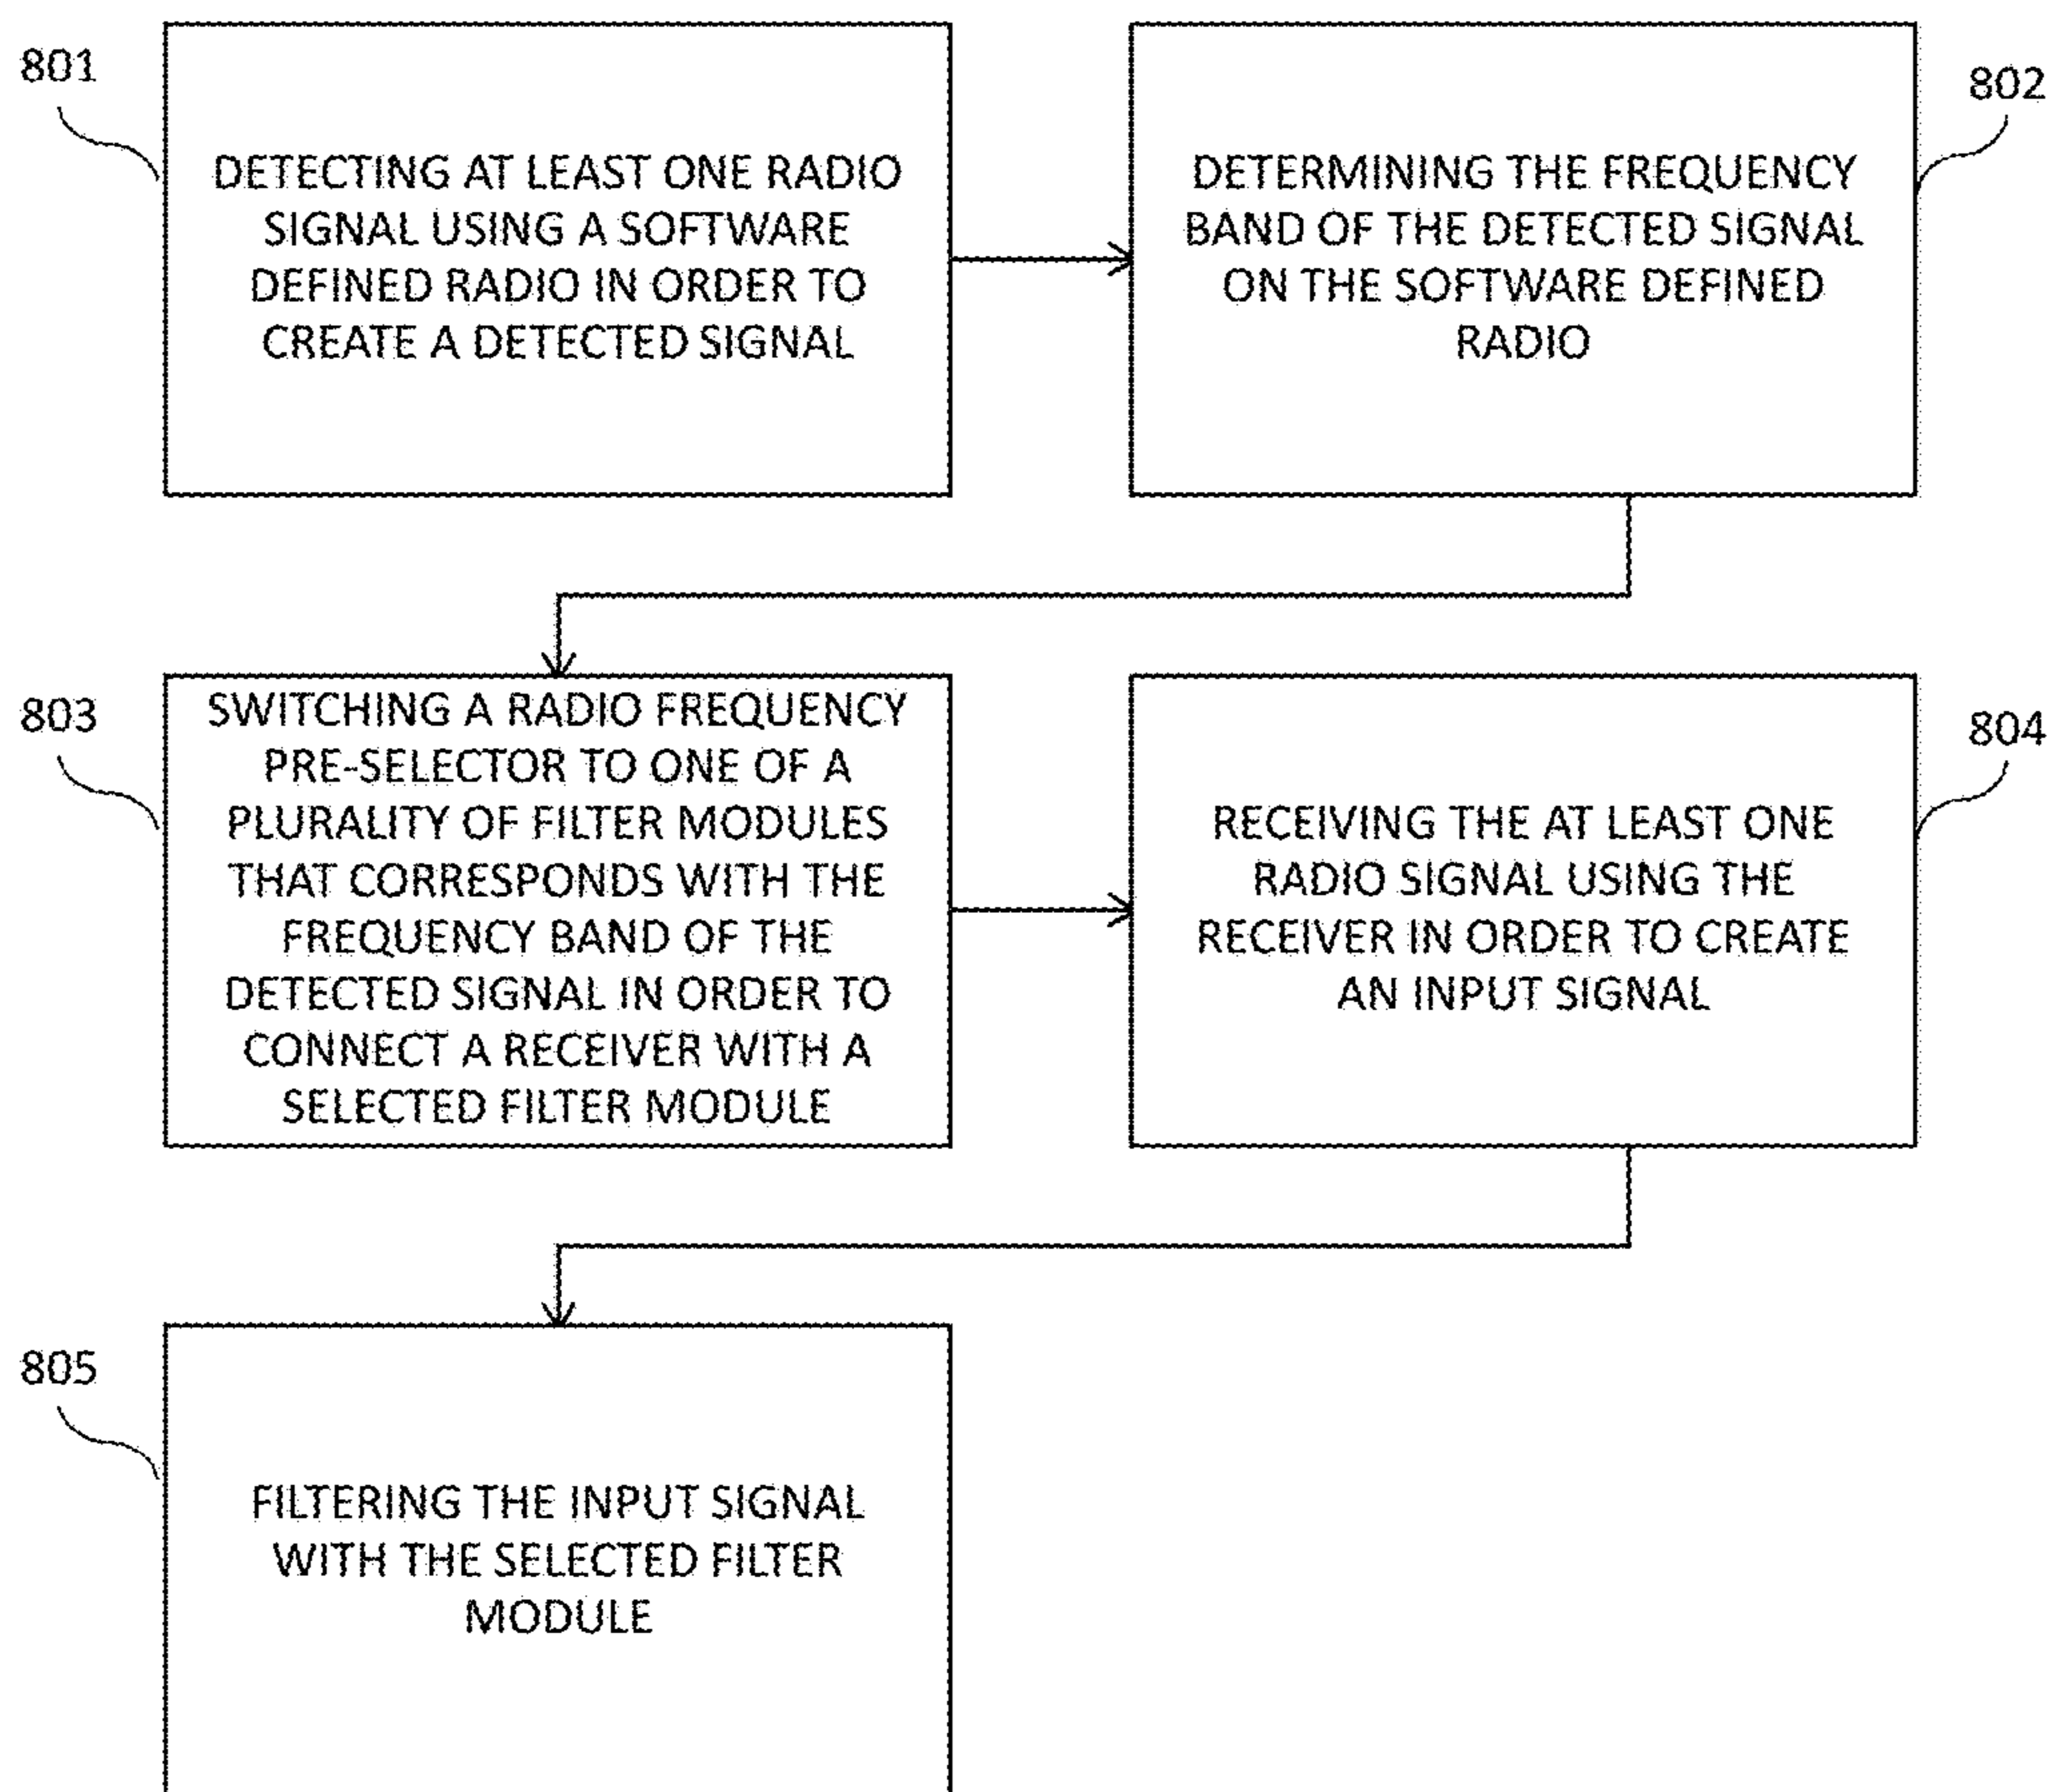 801
DETECTING AT LEAST ONE RADIO
SIGNAL USING A SOFTWARE
DEFINED RADIO IN ORDER TO
CREATE A DETECTED SIGNAL
802
DETERMINING THE FREQUENCY
BAND OF THE DETECTED SIGNAL
ON THE SOFTWARE DEFINED
RADIO
803
SWITCHING A RADIO FREQUENCY
PRE-SELECTOR TO ONE OF A
PLURALITY OF FILTER MODULES
THAT CORRESPONDS WITH THE
FREQUENCY BAND OF THE
DETECTED SIGNAL IN ORDER TO
CONNECT A RECEIVER WITH A
SELECTED FILTER MODULE
804
RECEIVING THE AT LEAST ONE
RADIO SIGNAL USING THE
RECEIVER IN ORDER TO CREATE
AN INPUT SIGNAL
805
FILTERING THE INPUT SIGNAL
WITH THE SELECTED FILTER
MODULE